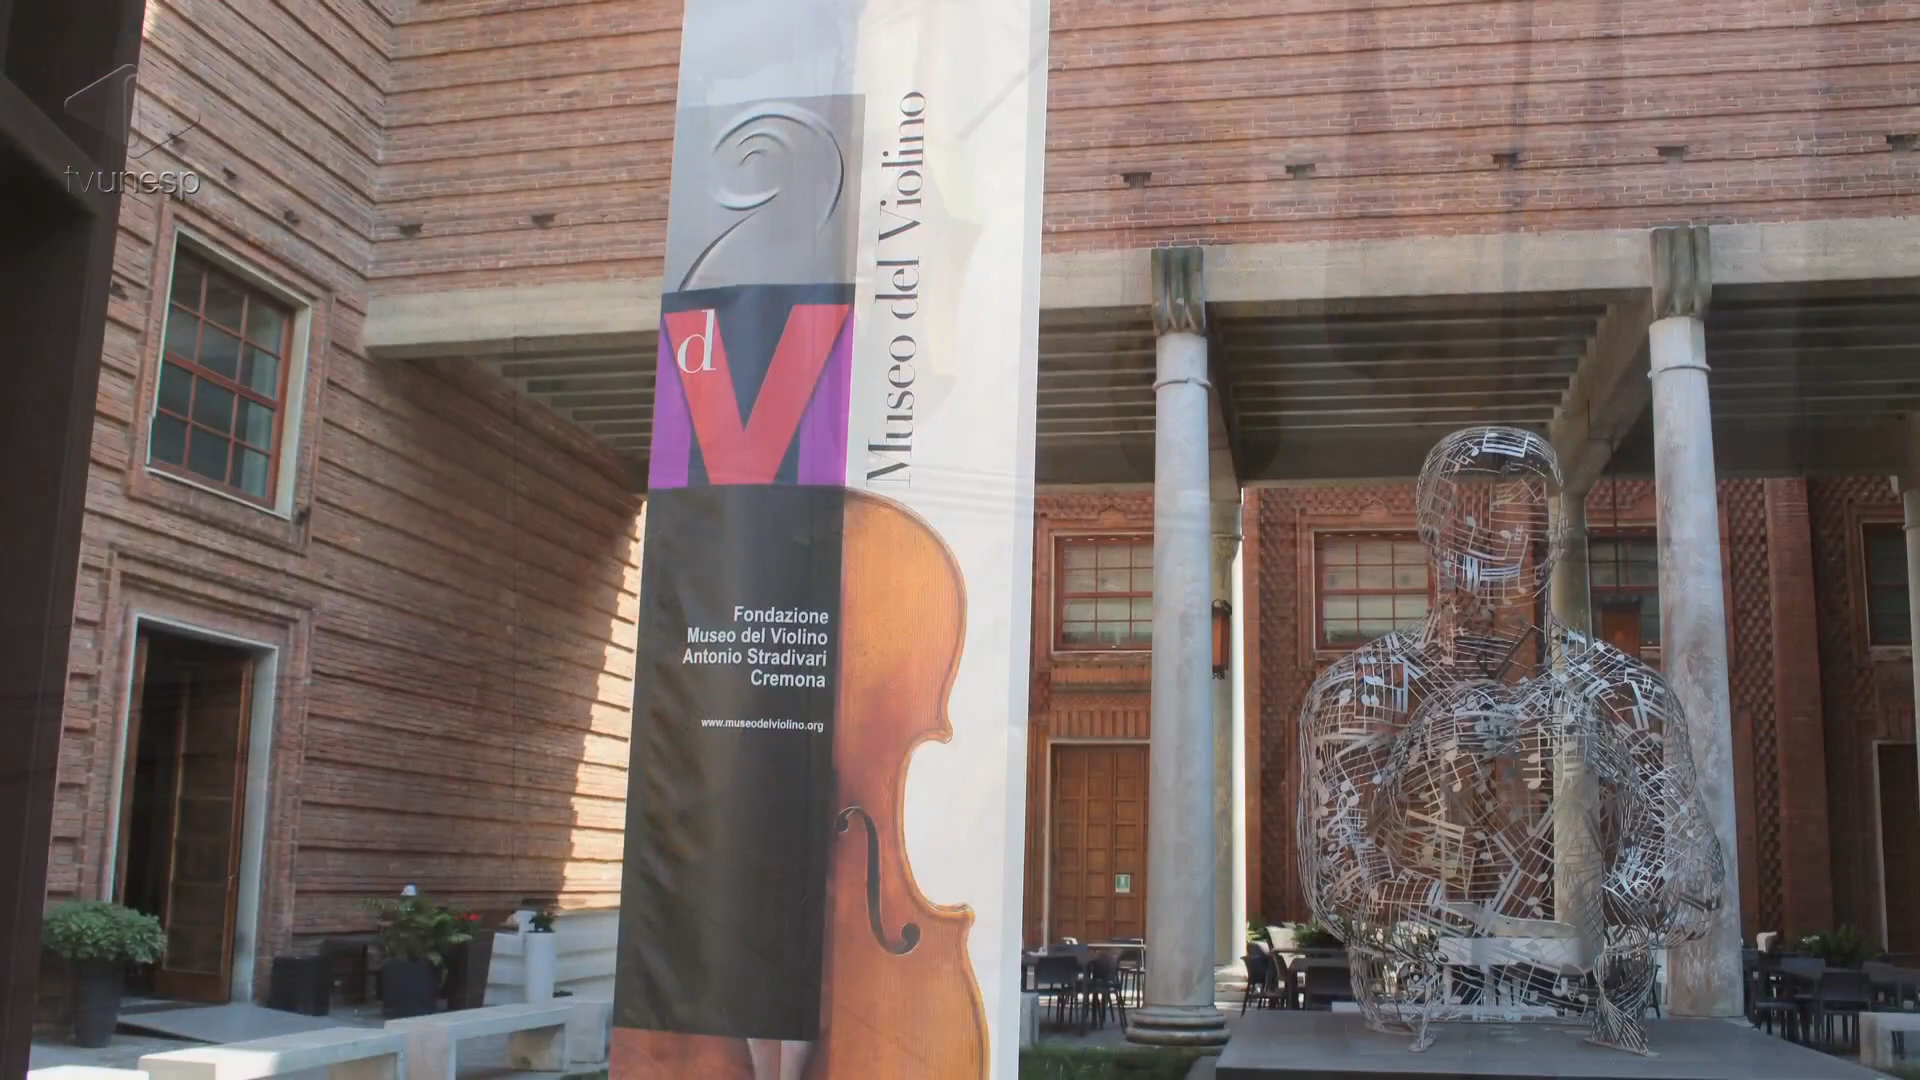 tvunesp
Museo del Violino
dV
Fondazione
Museo del Violino
Antonio Stradivari
Cremona
www.museodelviolino.org